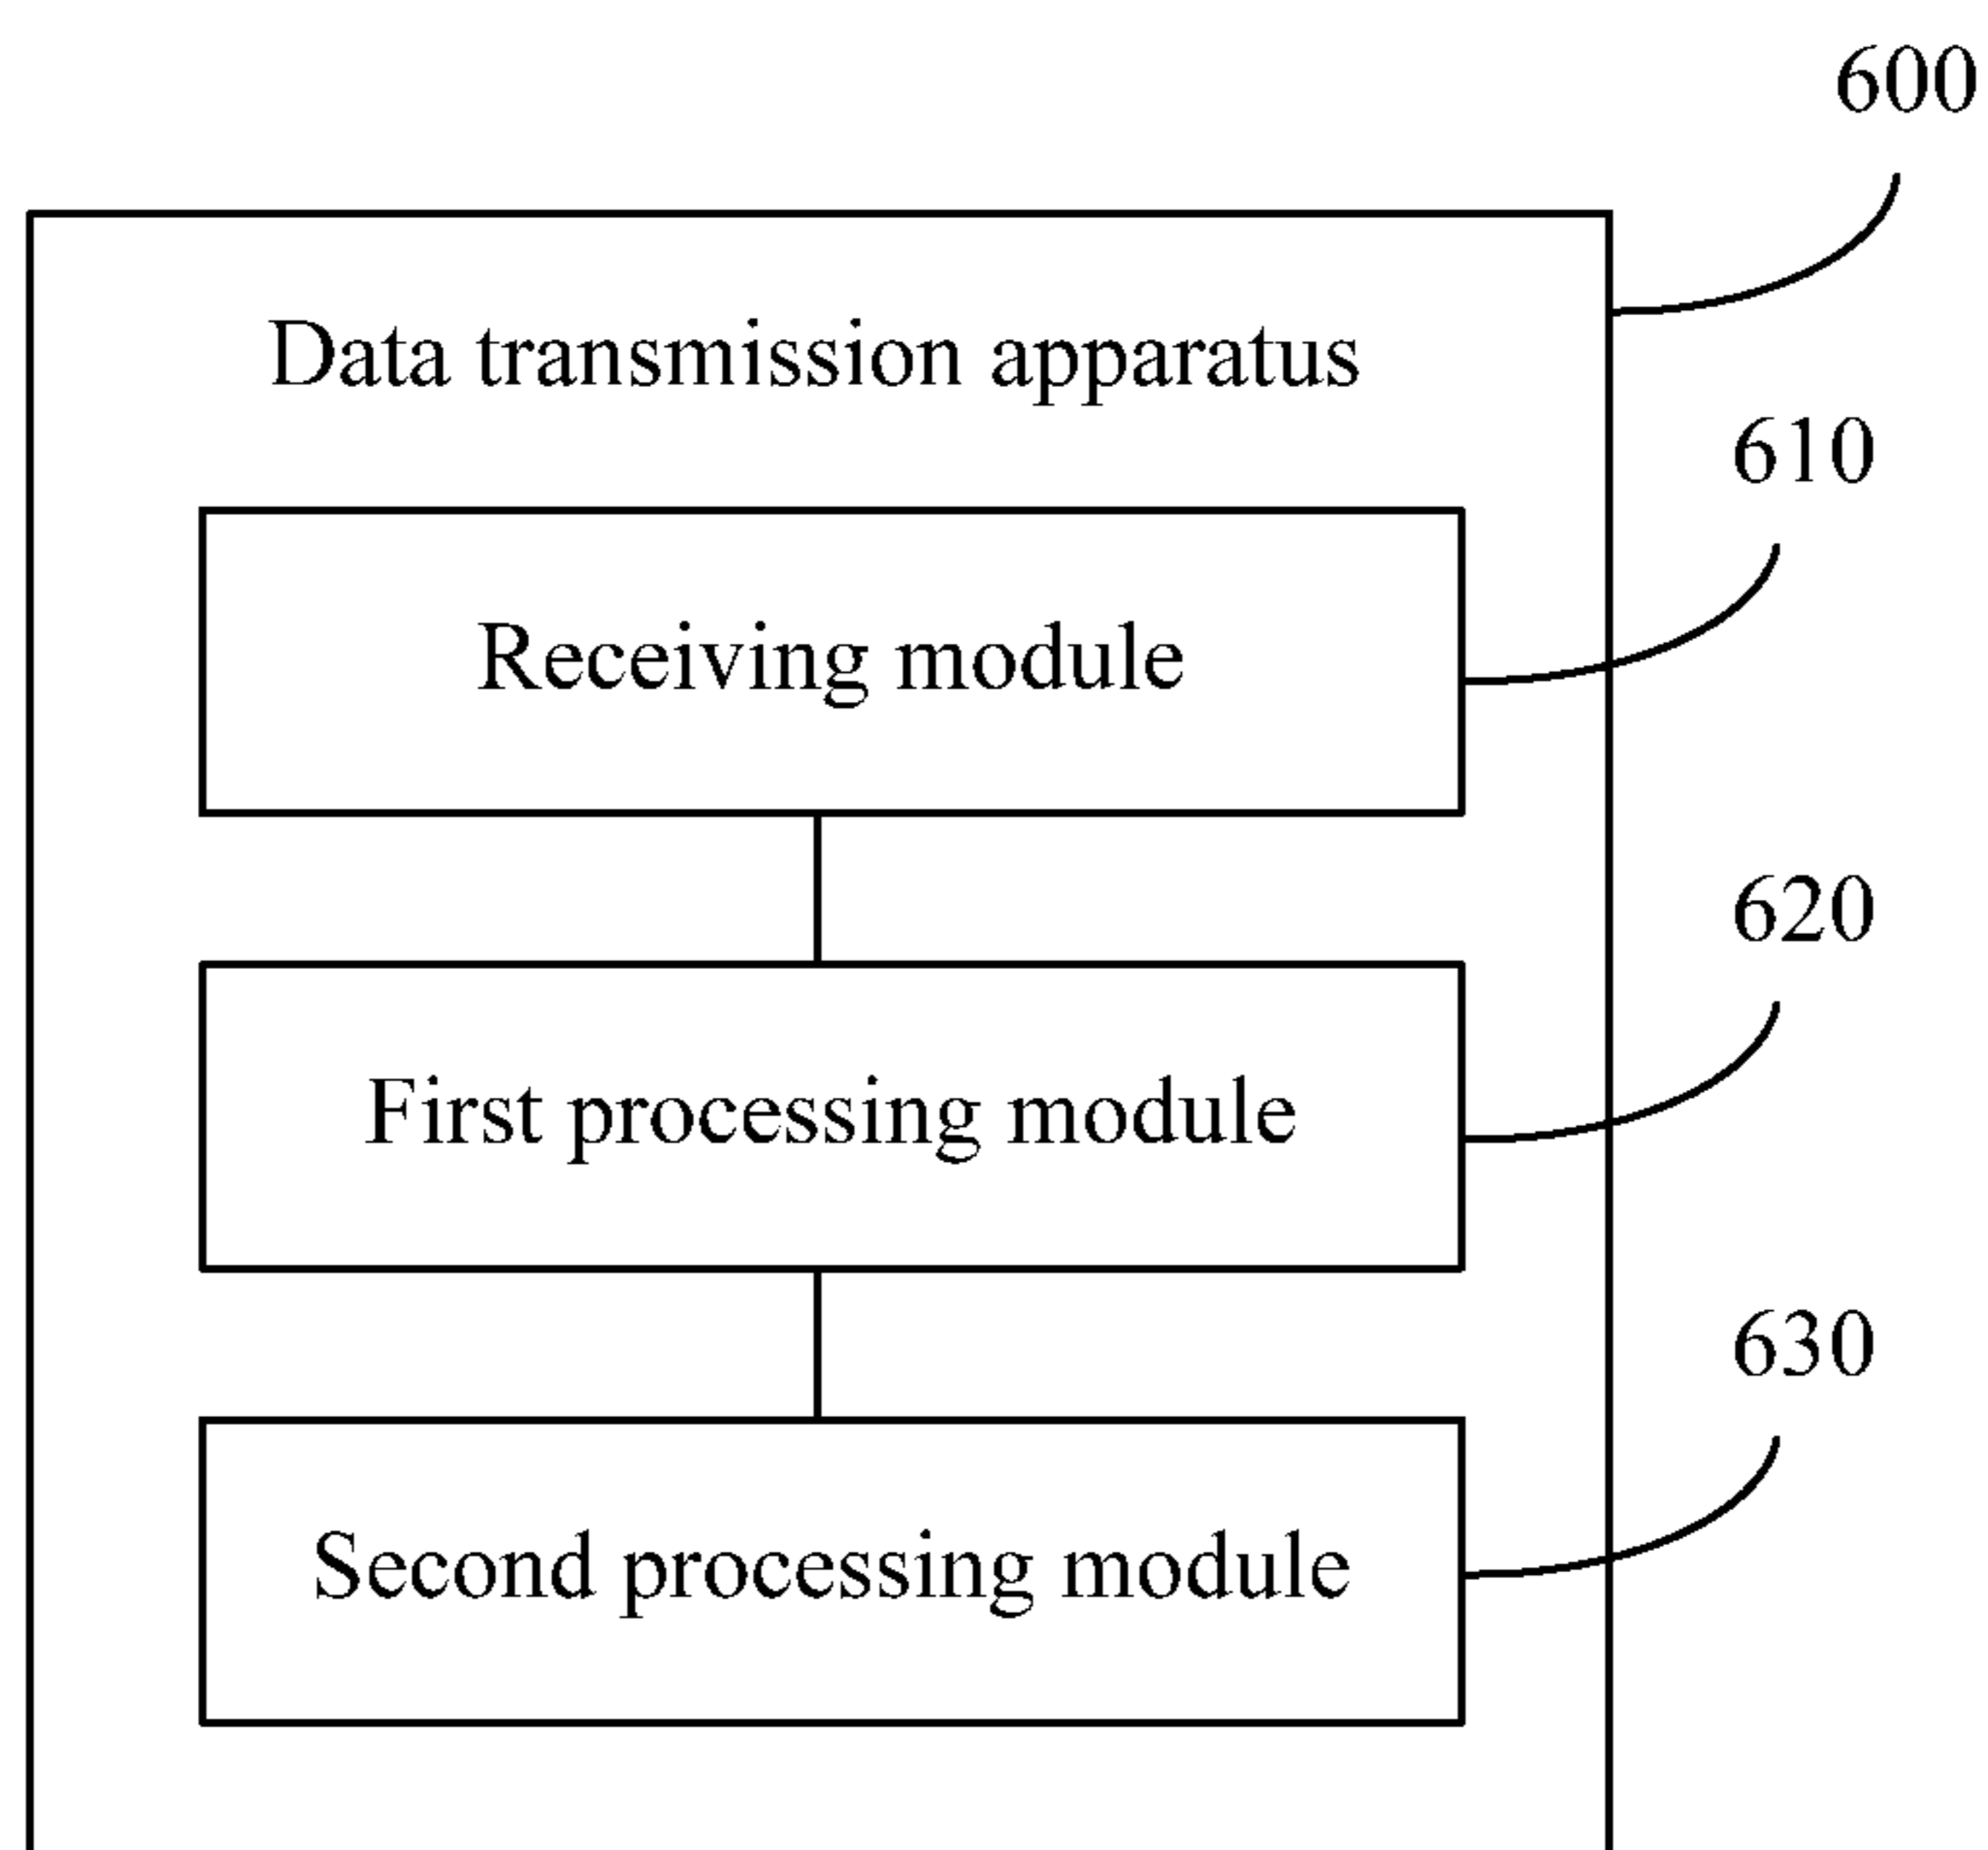 600
Data transmission apparatus
610
Receiving module
620
First processing module
630
Second processing module